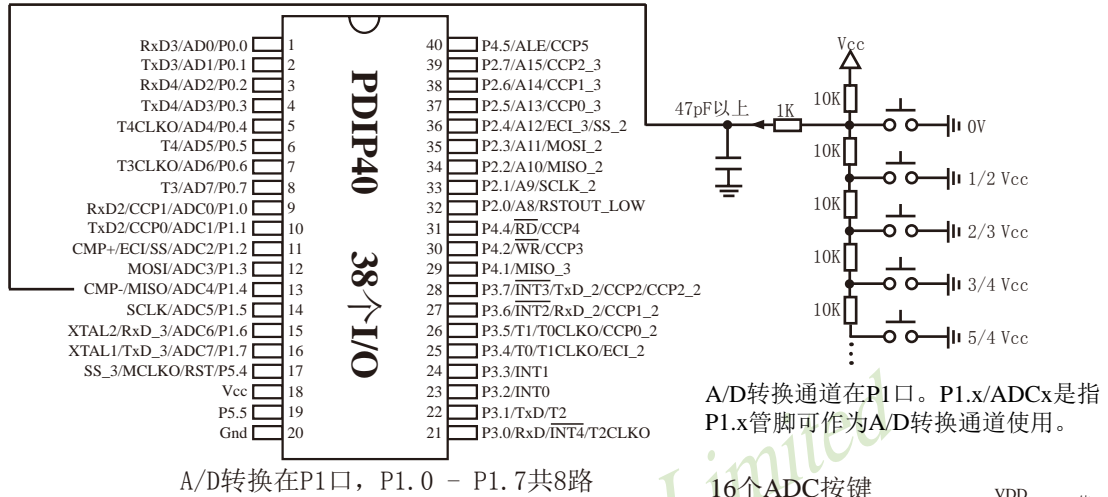 RxD3/AD0/P0.0 1
TxD3/AD1/P0.1 2
RxD4/AD2/P0.2 3
TxD4/AD3/P0.3 4
T4CLKO/AD4/P0.4 5
T4/AD5/P0.5 6
T3CLKO/AD6/P0.6 7
T3/AD7/P0.7 8
RxD2/CCP1/ADC0/P1.0 9
TxD2/CCP0/ADC1/P1.1 10
CMP+/ECI/SS/ADC2/P1.2 11
MOSI/ADC3/P1.3 12
CMP-/MISO/ADC4/P1.4 13
SCLK/ADC5/P1.5 14
XTAL2/RxD_3/ADC6/P1.6 15
XTAL1/TxD_3/ADC7/P1.7 16
SS_3/MCLKO/RST/P5.4 17
Vcc 18
P5.5 19
Gnd 20
PDIP40 38个I/O
40 P4.5/ALE/CCP5
39 P2.7/A15/CCP2_3
38 P2.6/A14/CCP1_3
37 P2.5/A13/CCP0_3
36 P2.4/A12/ECI_3/SS_2
35 P2.3/A11/MOSI_2
34 P2.2/A10/MISO_2
33 P2.1/A9/SCLK_2
32 P2.0/A8/RSTOUT_LOW
31 P4.4/RD/CCP4
30 P4.2/WR/CCP3
29 P4.1/MISO_3
28 P3.7/INT3/TxD_2/CCP2/CCP2_2
27 P3.6/INT2/RxD_2/CCP1_2
26 P3.5/T1/T0CLKO/CCP0_2
25 P3.4/T0/T1CLKO/ECI_2
24 P3.3/INT1
23 P3.2/INT0
22 P3.1/TxD/T2
21 P3.0/RxD/INT4/T2CLKO
A/D转换在P1口，P1.0 - P1.7共8路
Vcc
10K
47pF以上 1K
0V
10K
1/2 Vcc
10K
2/3 Vcc
10K
3/4 Vcc
10K
5/4 Vcc
A/D转换通道在P1口。P1.x/ADCx是指
P1.x管脚可作为A/D转换通道使用。
Limited
16个ADC按键
VDD